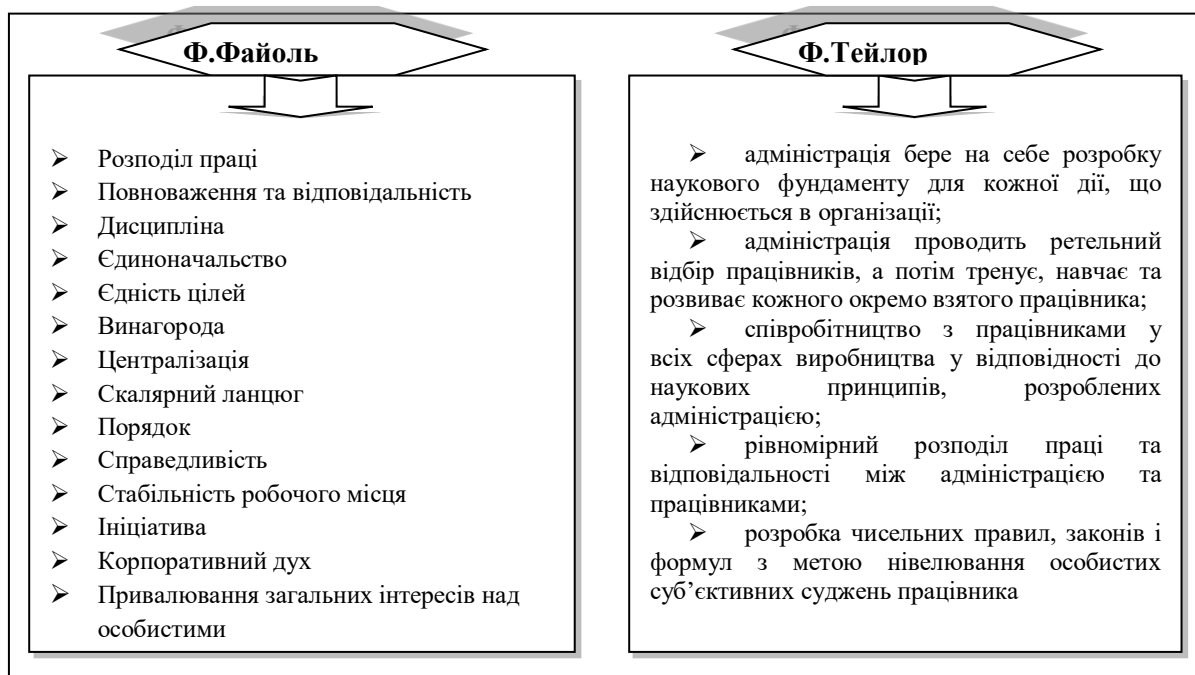 Ф.Файоль
➢ Розподіл праці
➢ Повноваження та відповідальність
➢ Дисципліна
➢ Єдиноначальство
➢ Єдність цілей
➢ Винагорода
➢ Централізація
➢ Скалярний ланцюг
➢ Порядок
➢ Справедливість
➢ Стабільність робочого місця
➢ Ініціатива
➢ Корпоративний дух
➢ Привалювання загальних інтересів над
особистими
Ф.Тейлор
➢ адміністрація бере на себе розробку
наукового фундаменту для кожної дії, що
здійснюється в організації;
➢ адміністрація проводить ретельний
відбір працівників, а потім тренує, навчає та
розвиває кожного окремо взятого працівника;
➢ співробітництво з працівниками у
всіх сферах виробництва у відповідності до
наукових принципів, розроблених
адміністрацією;
➢ рівномірний розподіл праці та
відповідальності між адміністрацією та
працівниками;
➢ розробка чисельних правил, законів і
формул з метою нівелювання особистих
суб’єктивних суджень працівника